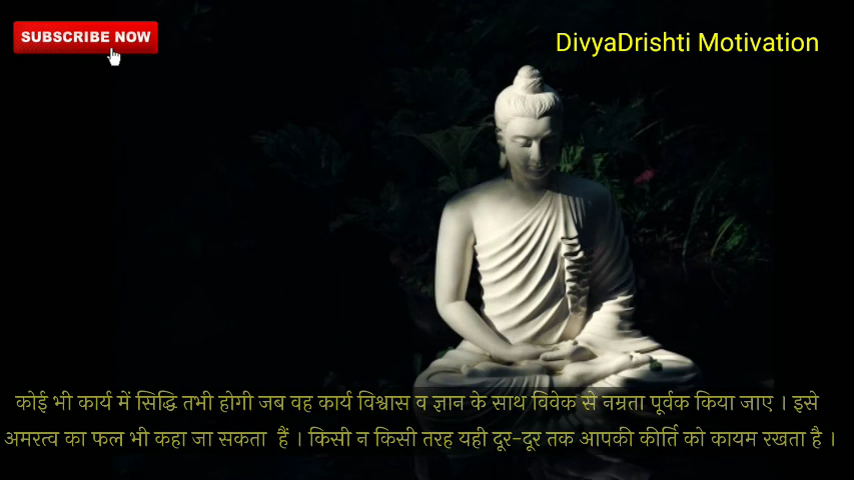 SUBSCRIBE NOW
DivyaDrishti Motivation
कोई भी कार्य में सिद्धि तभी होगी जब वह कार्य विश्वास व ज्ञान के साथ विवेक से नम्रता पूर्वक किया जाए । इसे
अमरत्व का फल भी कहा जा सकता हैं । किसी न किसी तरह यही दूर-दूर तक आपकी कीर्ति को कायम रखता है ।